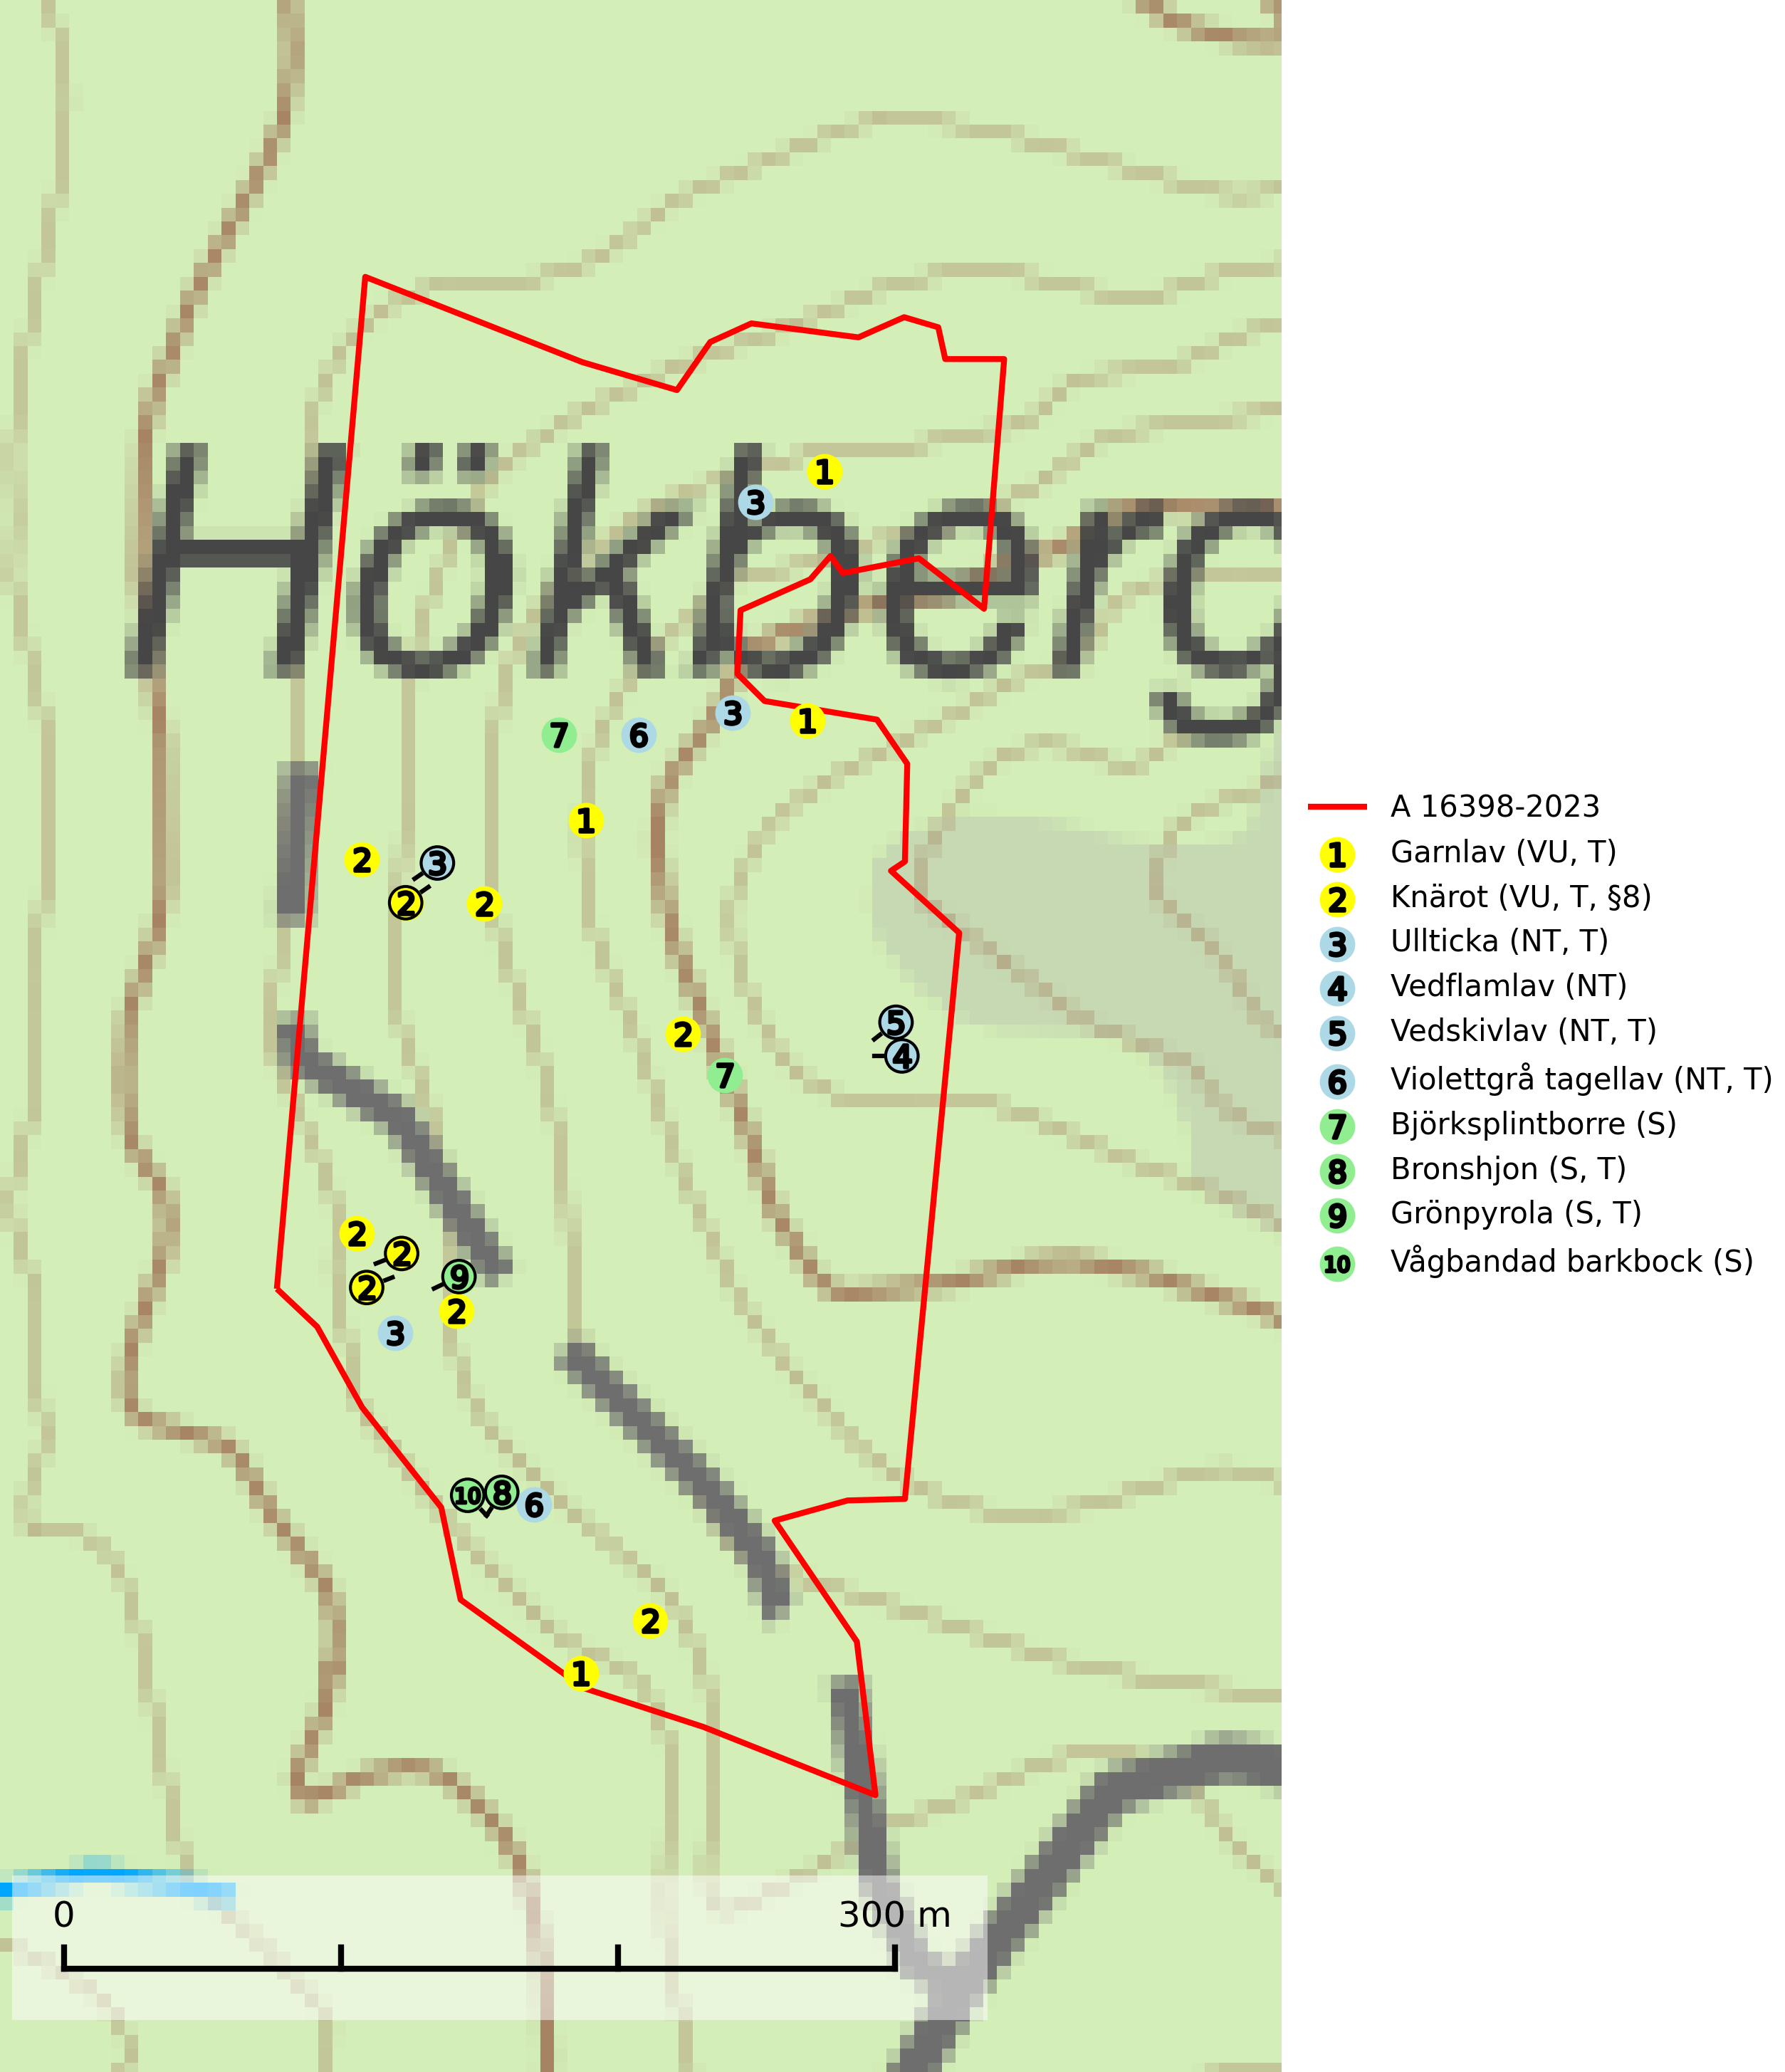 1
Hökberg
3
3
7
6
1
1
2
3
2
2
5
2
4
7
2
2
9
2
2
3
10
8
6
2
1
0
300 m
A 16398-2023
1 Garnlav (VU, T)
2 Knärot (VU, T, §8)
3 Ullticka (NT, T)
4 Vedflamlav (NT)
5 Vedskivlav (NT, T)
6 Violettgrå tagellav (NT, T)
7 Björksplintborre (S)
8 Bronshjon (S, T)
9 Grönpyrola (S, T)
10 Vågbandad barkbock (S)